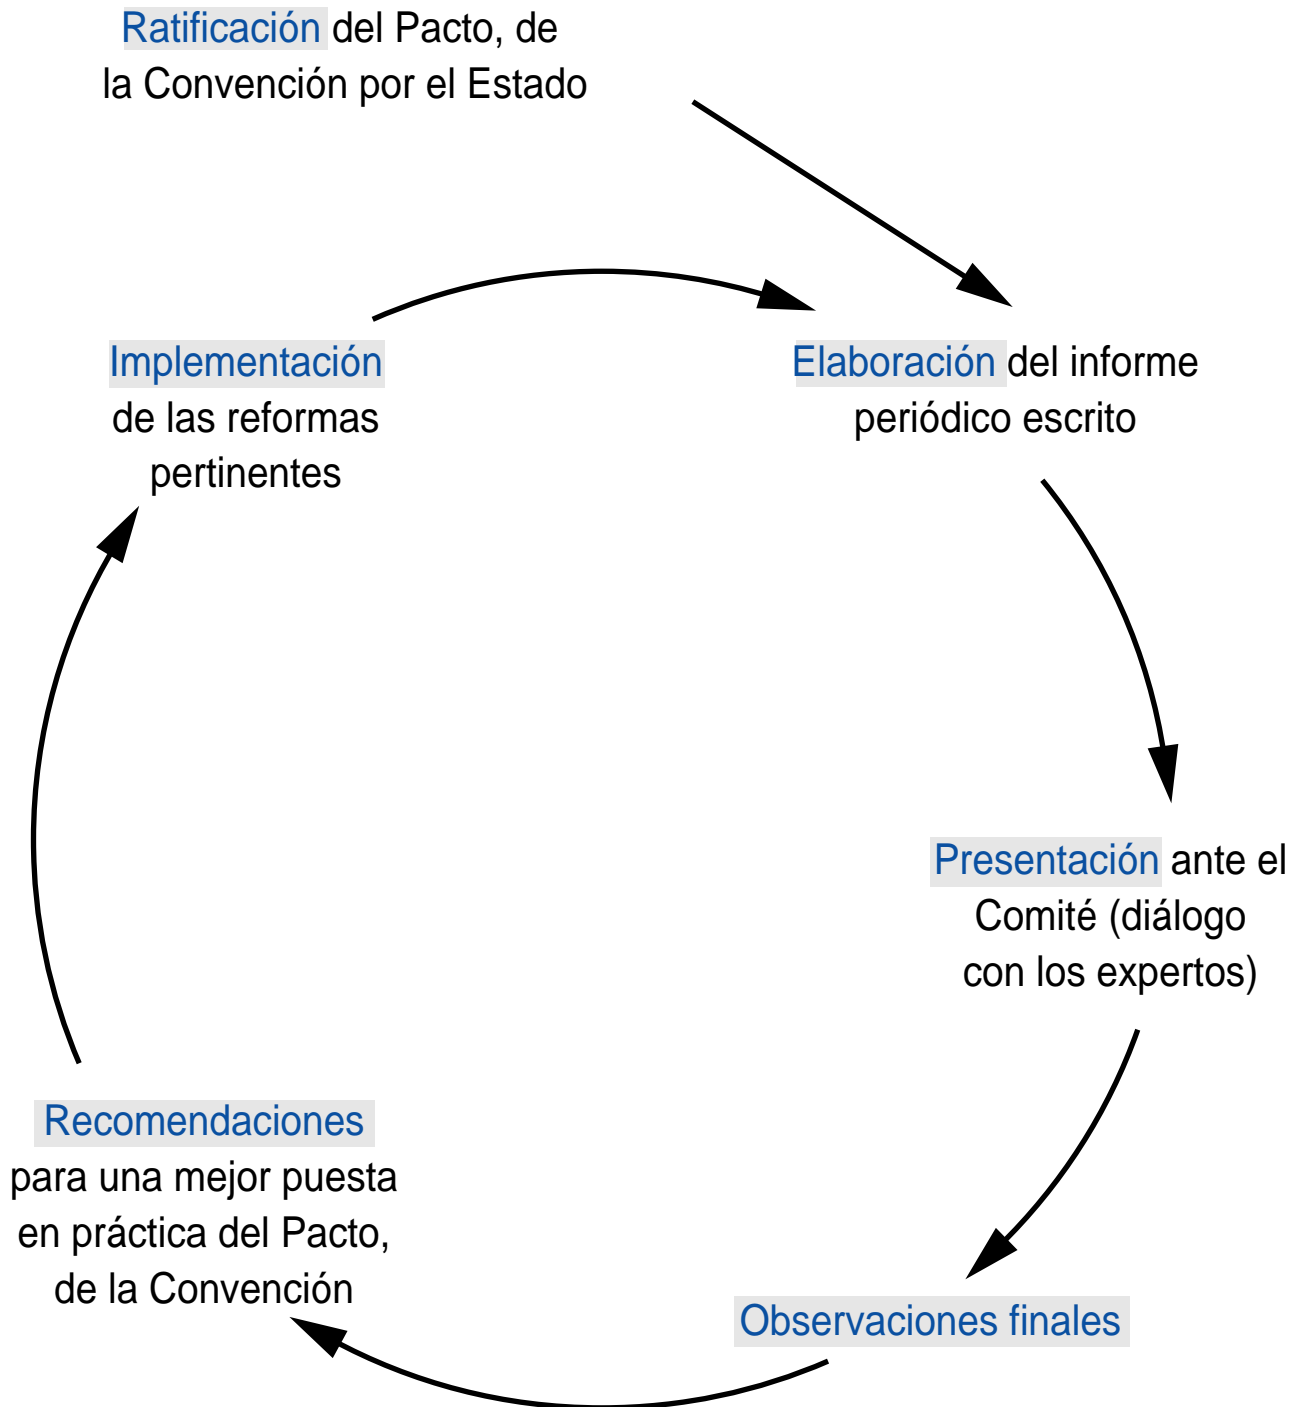 Ratificación del Pacto, de
la Convención por el Estado
Implementación
de las reformas
pertinentes
Elaboración del informe
periódico escrito
Presentación ante el
Comité (diálogo
con los expertos)
Recomendaciones
para una mejor puesta
en práctica del Pacto,
de la Convención
Observaciones finales